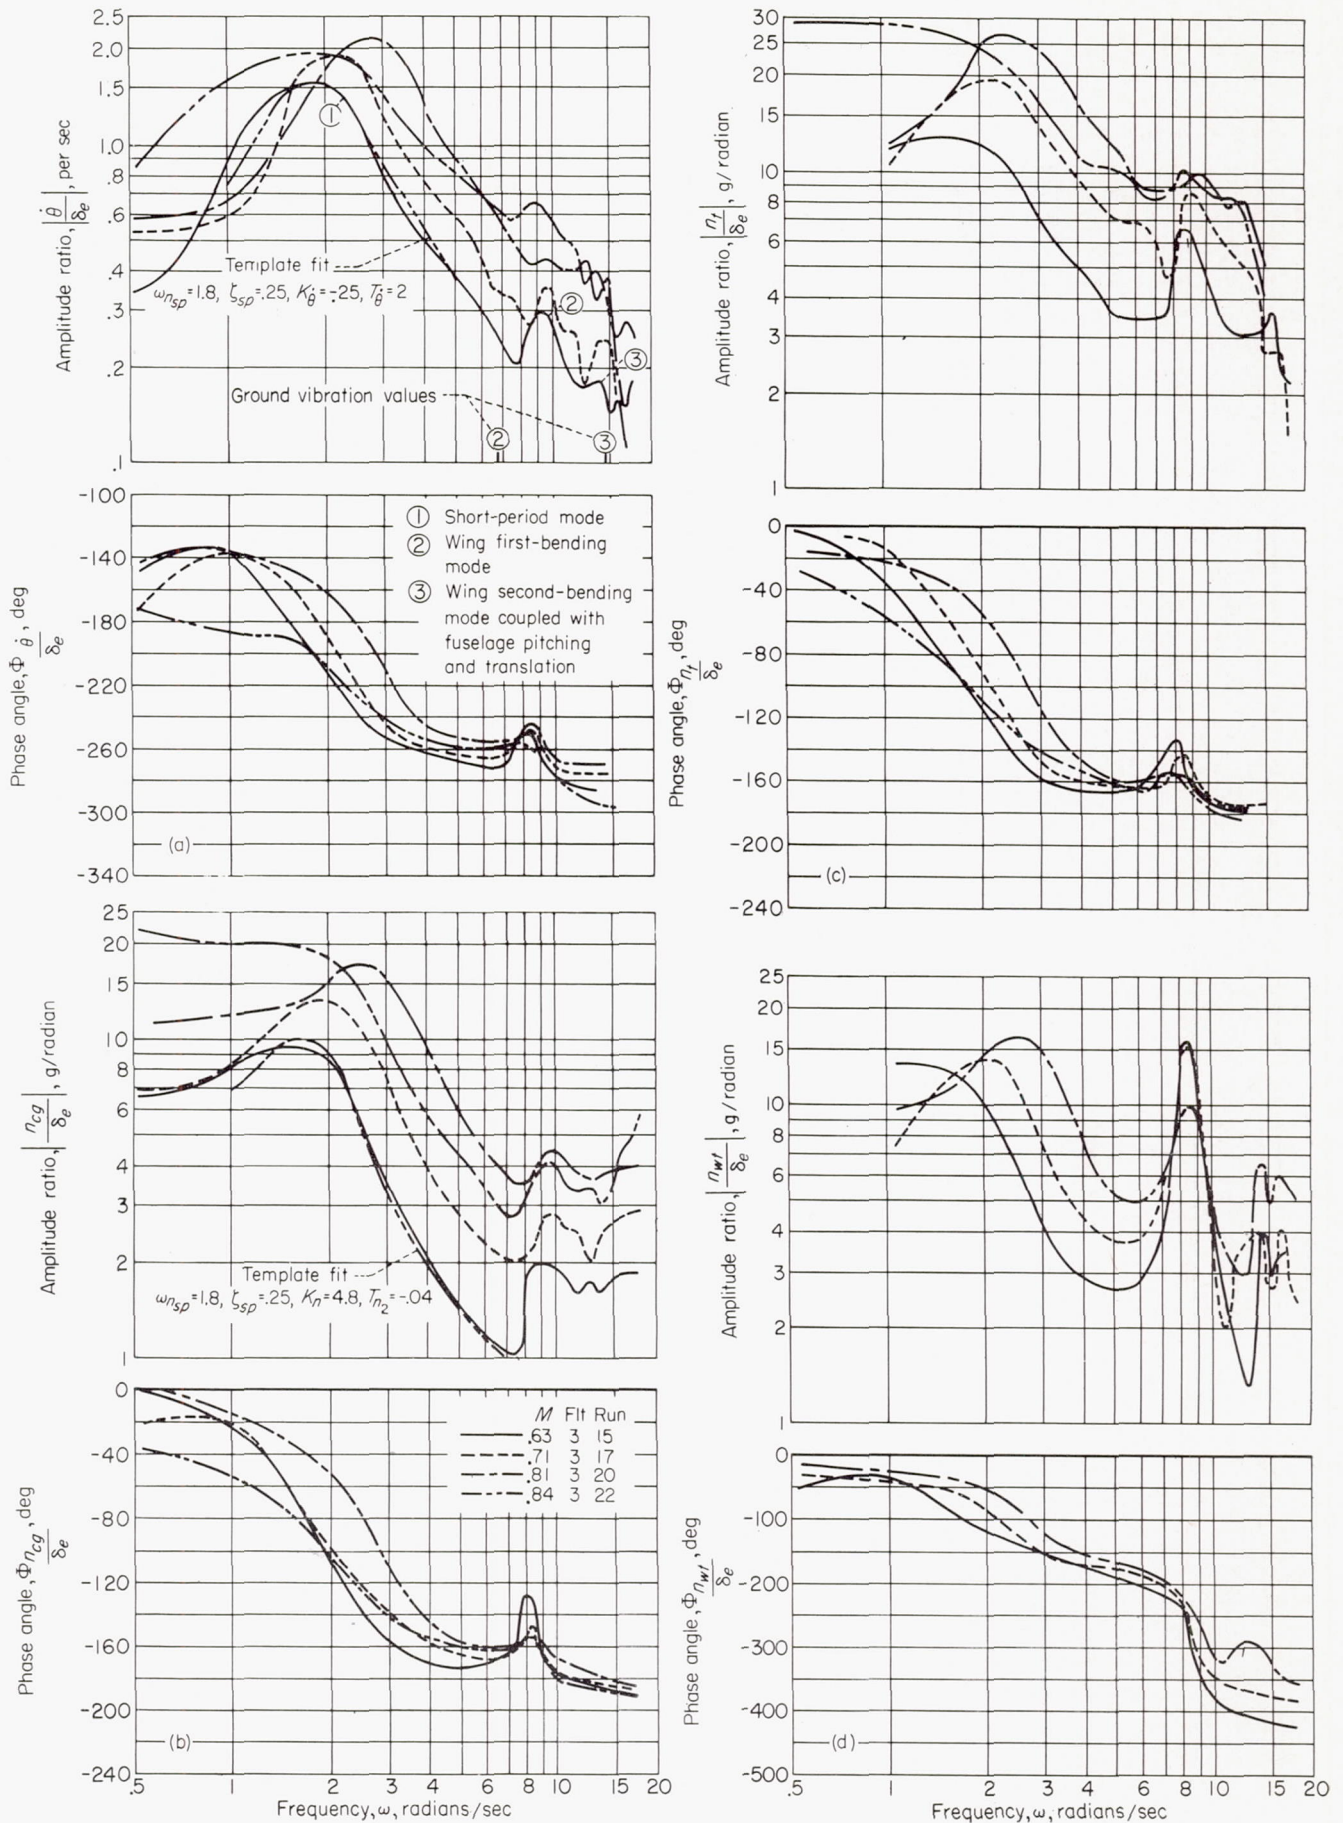 2.5
2.0
1.5
1.0
.8
.6
.4
.3
.2
.1
Amplitude ratio, |θ̇/δe|, per sec
①
Template fit
ωnsp=1.8, ζsp=.25, Kθ̇=-.25, Tθ̇=2
②
③
Ground vibration values
②
③
-100
-140
-180
-220
-260
-300
-340
Phase angle, Φ θ̇/δe, deg
① Short-period mode
② Wing first-bending
mode
③ Wing second-bending
mode coupled with
fuselage pitching
and translation
(a)
25
20
15
10
8
6
4
3
2
1
Amplitude ratio, |ncg/δe|, g/radian
Template fit
ωnsp=1.8, ζsp=.25, Kn=4.8, Tn2=-.04
0
-40
-80
-120
-160
-200
-240
Phase angle, Φ ncg/δe, deg
M Flt Run
.63 3 15
.71 3 17
.81 3 20
.84 3 22
(b)
.5 1 2 3 4 6 8 10 15 20
Frequency, ω, radians/sec
30
25
20
15
10
8
6
4
3
2
1
Amplitude ratio, |nt/δe|, g/radian
0
-40
-80
-120
-160
-200
-240
Phase angle, Φ nt/δe, deg
(c)
25
20
15
10
8
6
4
3
2
1
Amplitude ratio, |nwt/δe|, g/radian
0
-100
-200
-300
-400
-500
Phase angle, Φ nwt/δe, deg
(d)
.5 1 2 3 4 6 8 10 15 20
Frequency, ω, radians/sec